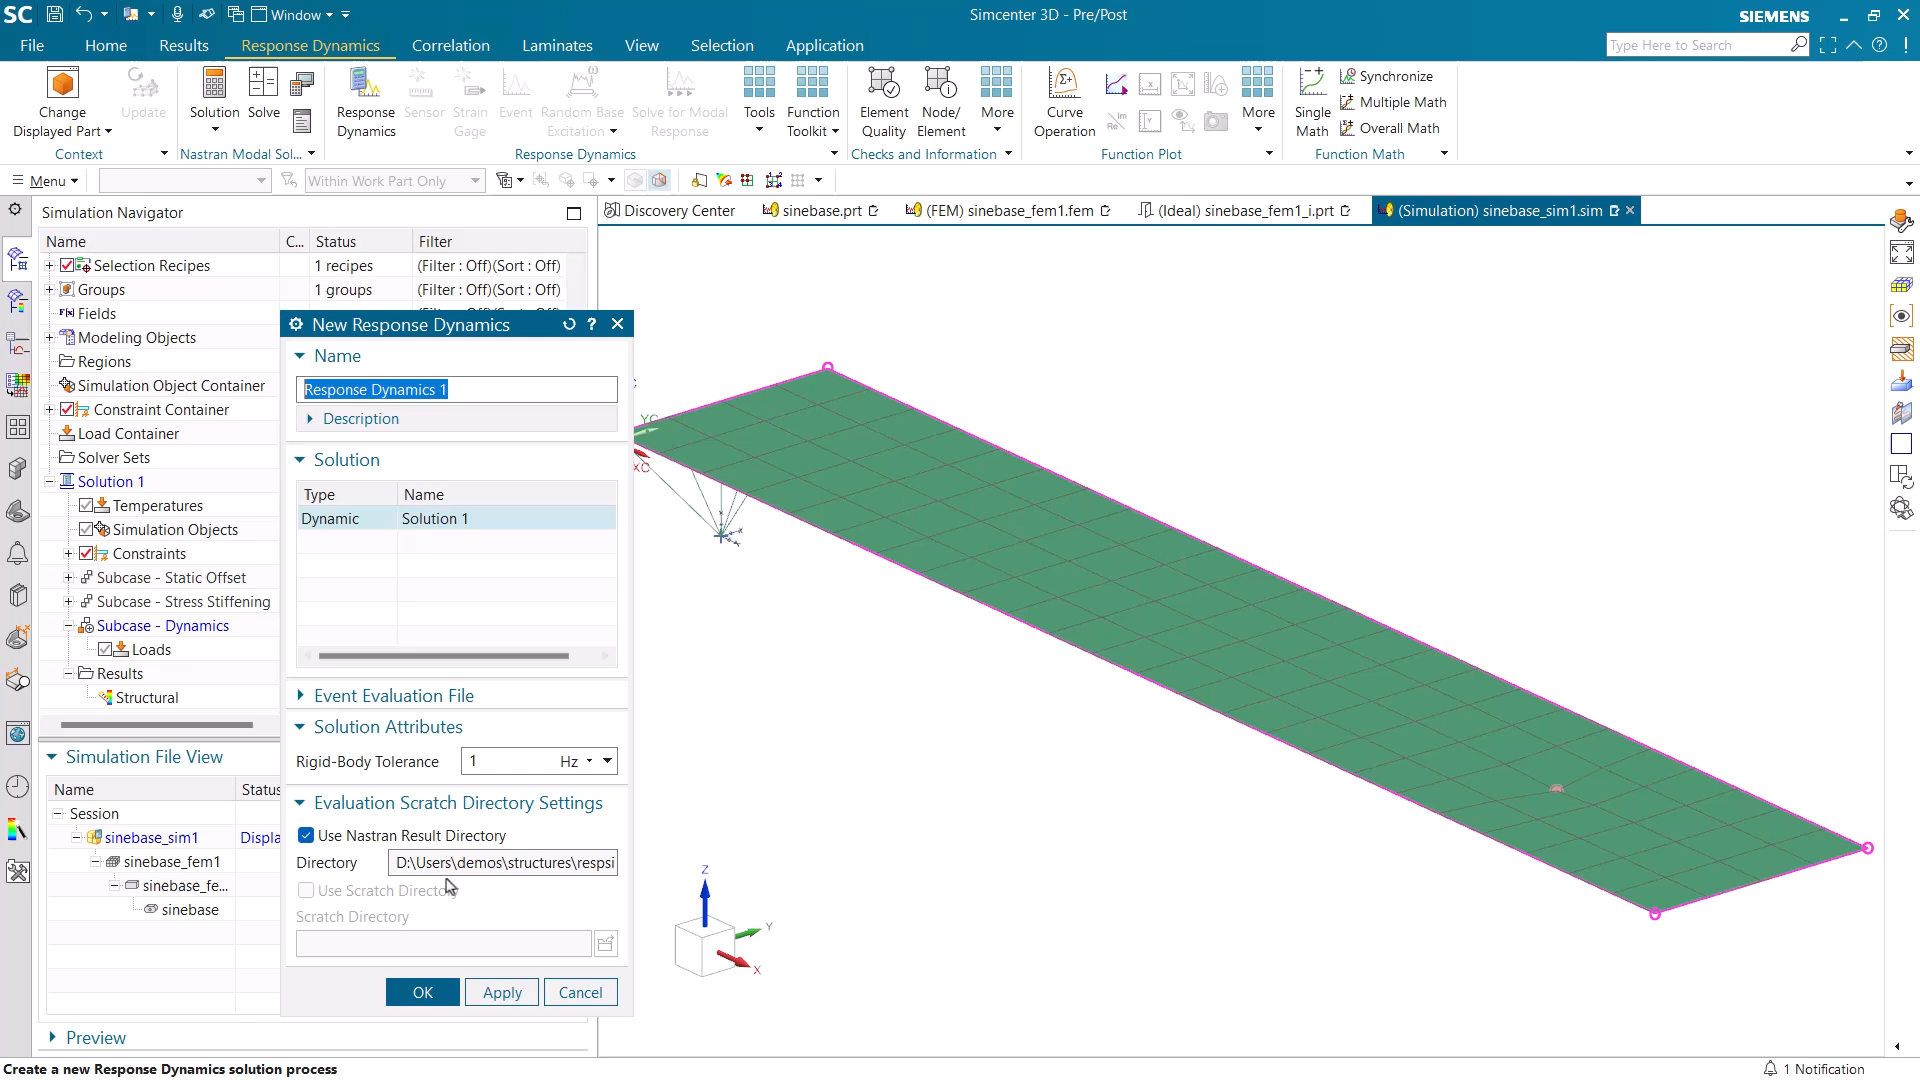 SC Window Simcenter 3D - Pre/Post SIEMENS
File Home Results Response Dynamics Correlation Laminates View Selection Application Type Here to Search
Change Displayed Part Update Solution Solve Response Dynamics Sensor Strain Gage Event Random Base Excitation Solve for Modal Response Tools Function Toolkit Element Quality Node/ Element More Curve Operation More Single Math Synchronize
Multiple Math
Overall Math
Context Nastran Modal Sol... Response Dynamics Checks and Information Function Plot Function Math
Menu Within Work Part Only
Simulation Navigator
Discovery Center sinebase.prt (FEM) sinebase_fem1.fem (Ideal) sinebase_fem1_i.prt (Simulation) sinebase_sim1.sim
Name C... Status Filter
Selection Recipes 1 recipes (Filter : Off)(Sort : Off)
Groups 1 groups (Filter : Off)(Sort : Off)
Fields
Modeling Objects
Regions
Simulation Object Container
Constraint Container
Load Container
Solver Sets
Solution 1
Temperatures
Simulation Objects
Constraints
Subcase - Static Offset
Subcase - Stress Stiffening
Subcase - Dynamics
Loads
Results
Structural
Simulation File View
Name Status
Session
sinebase_sim1 Displa
sinebase_fem1
sinebase_fe...
sinebase
Preview
New Response Dynamics
Name
Response Dynamics 1
Description
Solution
Type Name
Dynamic Solution 1
Event Evaluation File
Solution Attributes
Rigid-Body Tolerance 1 Hz
Evaluation Scratch Directory Settings
Use Nastran Result Directory
Directory D:\Users\demos\structures\respsi
Use Scratch Directory
Scratch Directory
OK Apply Cancel
YC
XC
Z
Y
X
Create a new Response Dynamics solution process
1 Notification